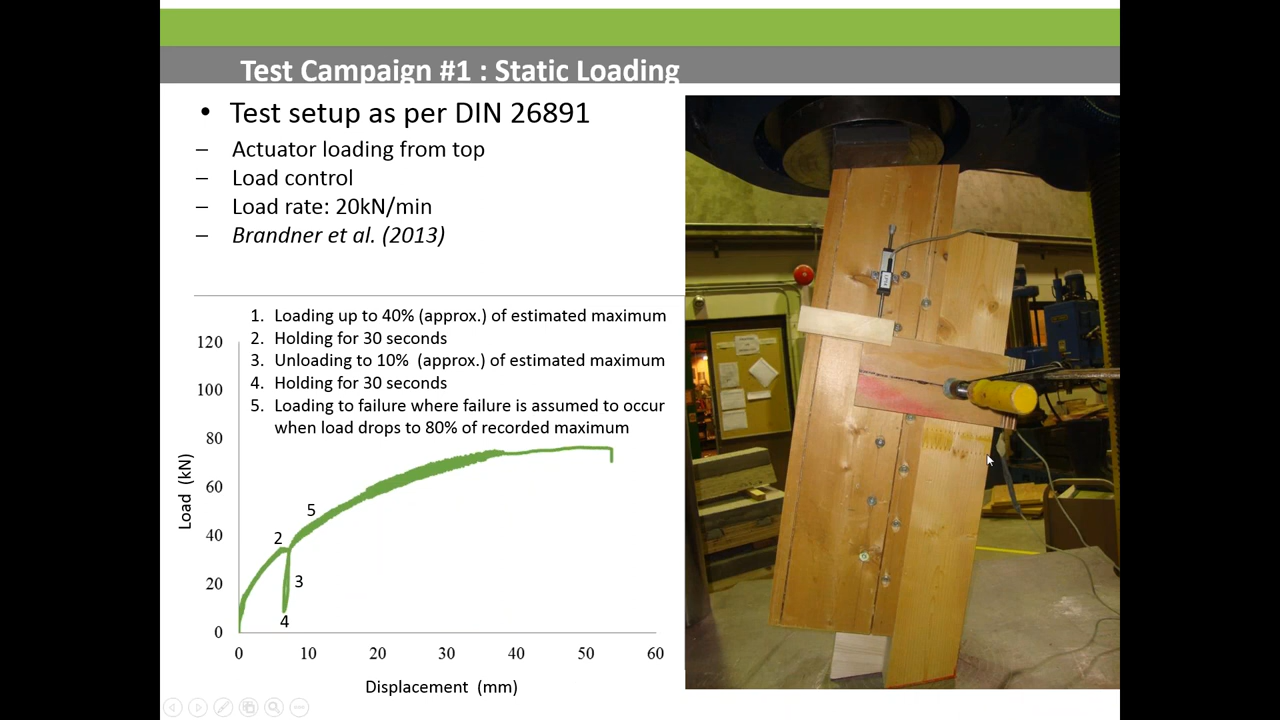 Test Campaign #1 : Static Loading
• Test setup as per DIN 26891
– Actuator loading from top
– Load control
– Load rate: 20kN/min
– Brandner et al. (2013)
1. Loading up to 40% (approx.) of estimated maximum
2. Holding for 30 seconds
3. Unloading to 10% (approx.) of estimated maximum
4. Holding for 30 seconds
5. Loading to failure where failure is assumed to occur
when load drops to 80% of recorded maximum
120
100
80
60
40
20
0
Load (kN)
5
2
3
4
0 10 20 30 40 50 60
Displacement (mm)